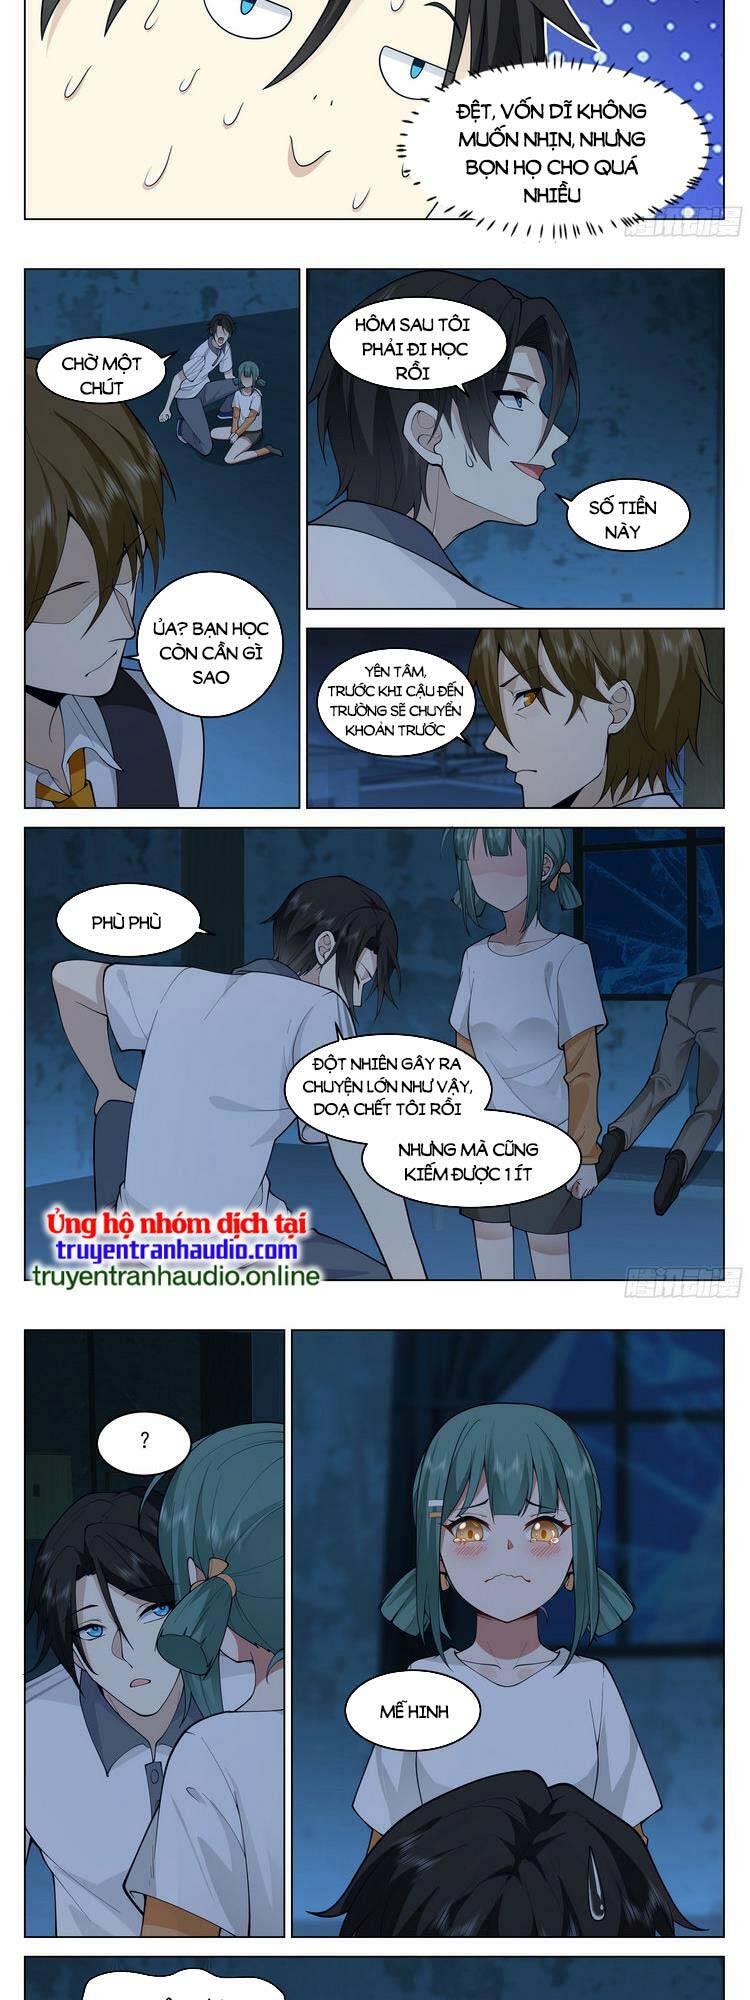 ĐỆT, VỐN DĨ KHÔNG
MUỐN NHỊN, NHƯNG
BỌN HỌ CHO QUÁ
NHIỀU
CHỜ MỘT
CHÚT
ỦA? BẠN HỌC
CÒN CẦN GÌ
SAO
HÔM SAU TÔI
PHẢI ĐI HỌC
RỒI
SỐ TIỀN
NÀY
YÊN TÂM,
TRƯỚC KHI CẬU ĐẾN
TRƯỜNG SẼ CHUYỂN
KHOẢN TRƯỚC
PHÙ PHÙ
ĐỘT NHIÊN GÂY RA
CHUYỆN LỚN NHƯ VẬY,
DOẠ CHẾT TÔI RỒI
NHƯNG MÀ CŨNG
KIẾM ĐƯỢC 1 ÍT
Ủng hộ nhóm dịch tại
truyentranhaudio.com
truyentranhaudio.online
?
MỄ HINH